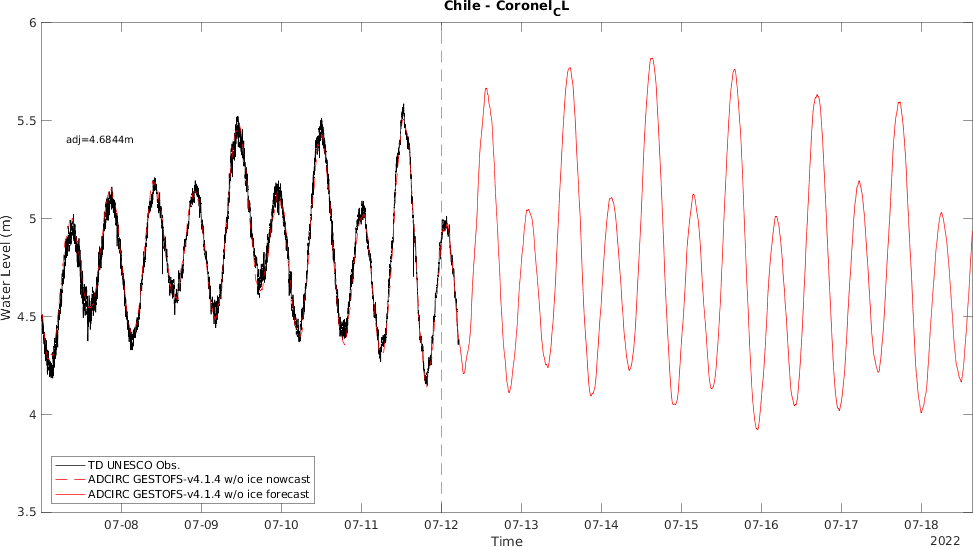 Chile - Coronel_CL
6
5.5
5
4.5
4
3.5
Water Level (m)
adj=4.6844m
TD UNESCO Obs.
ADCIRC GESTOFS-v4.1.4 w/o ice nowcast
ADCIRC GESTOFS-v4.1.4 w/o ice forecast
07-08 07-09 07-10 07-11 07-12 07-13 07-14 07-15 07-16 07-17 07-18
Time
2022